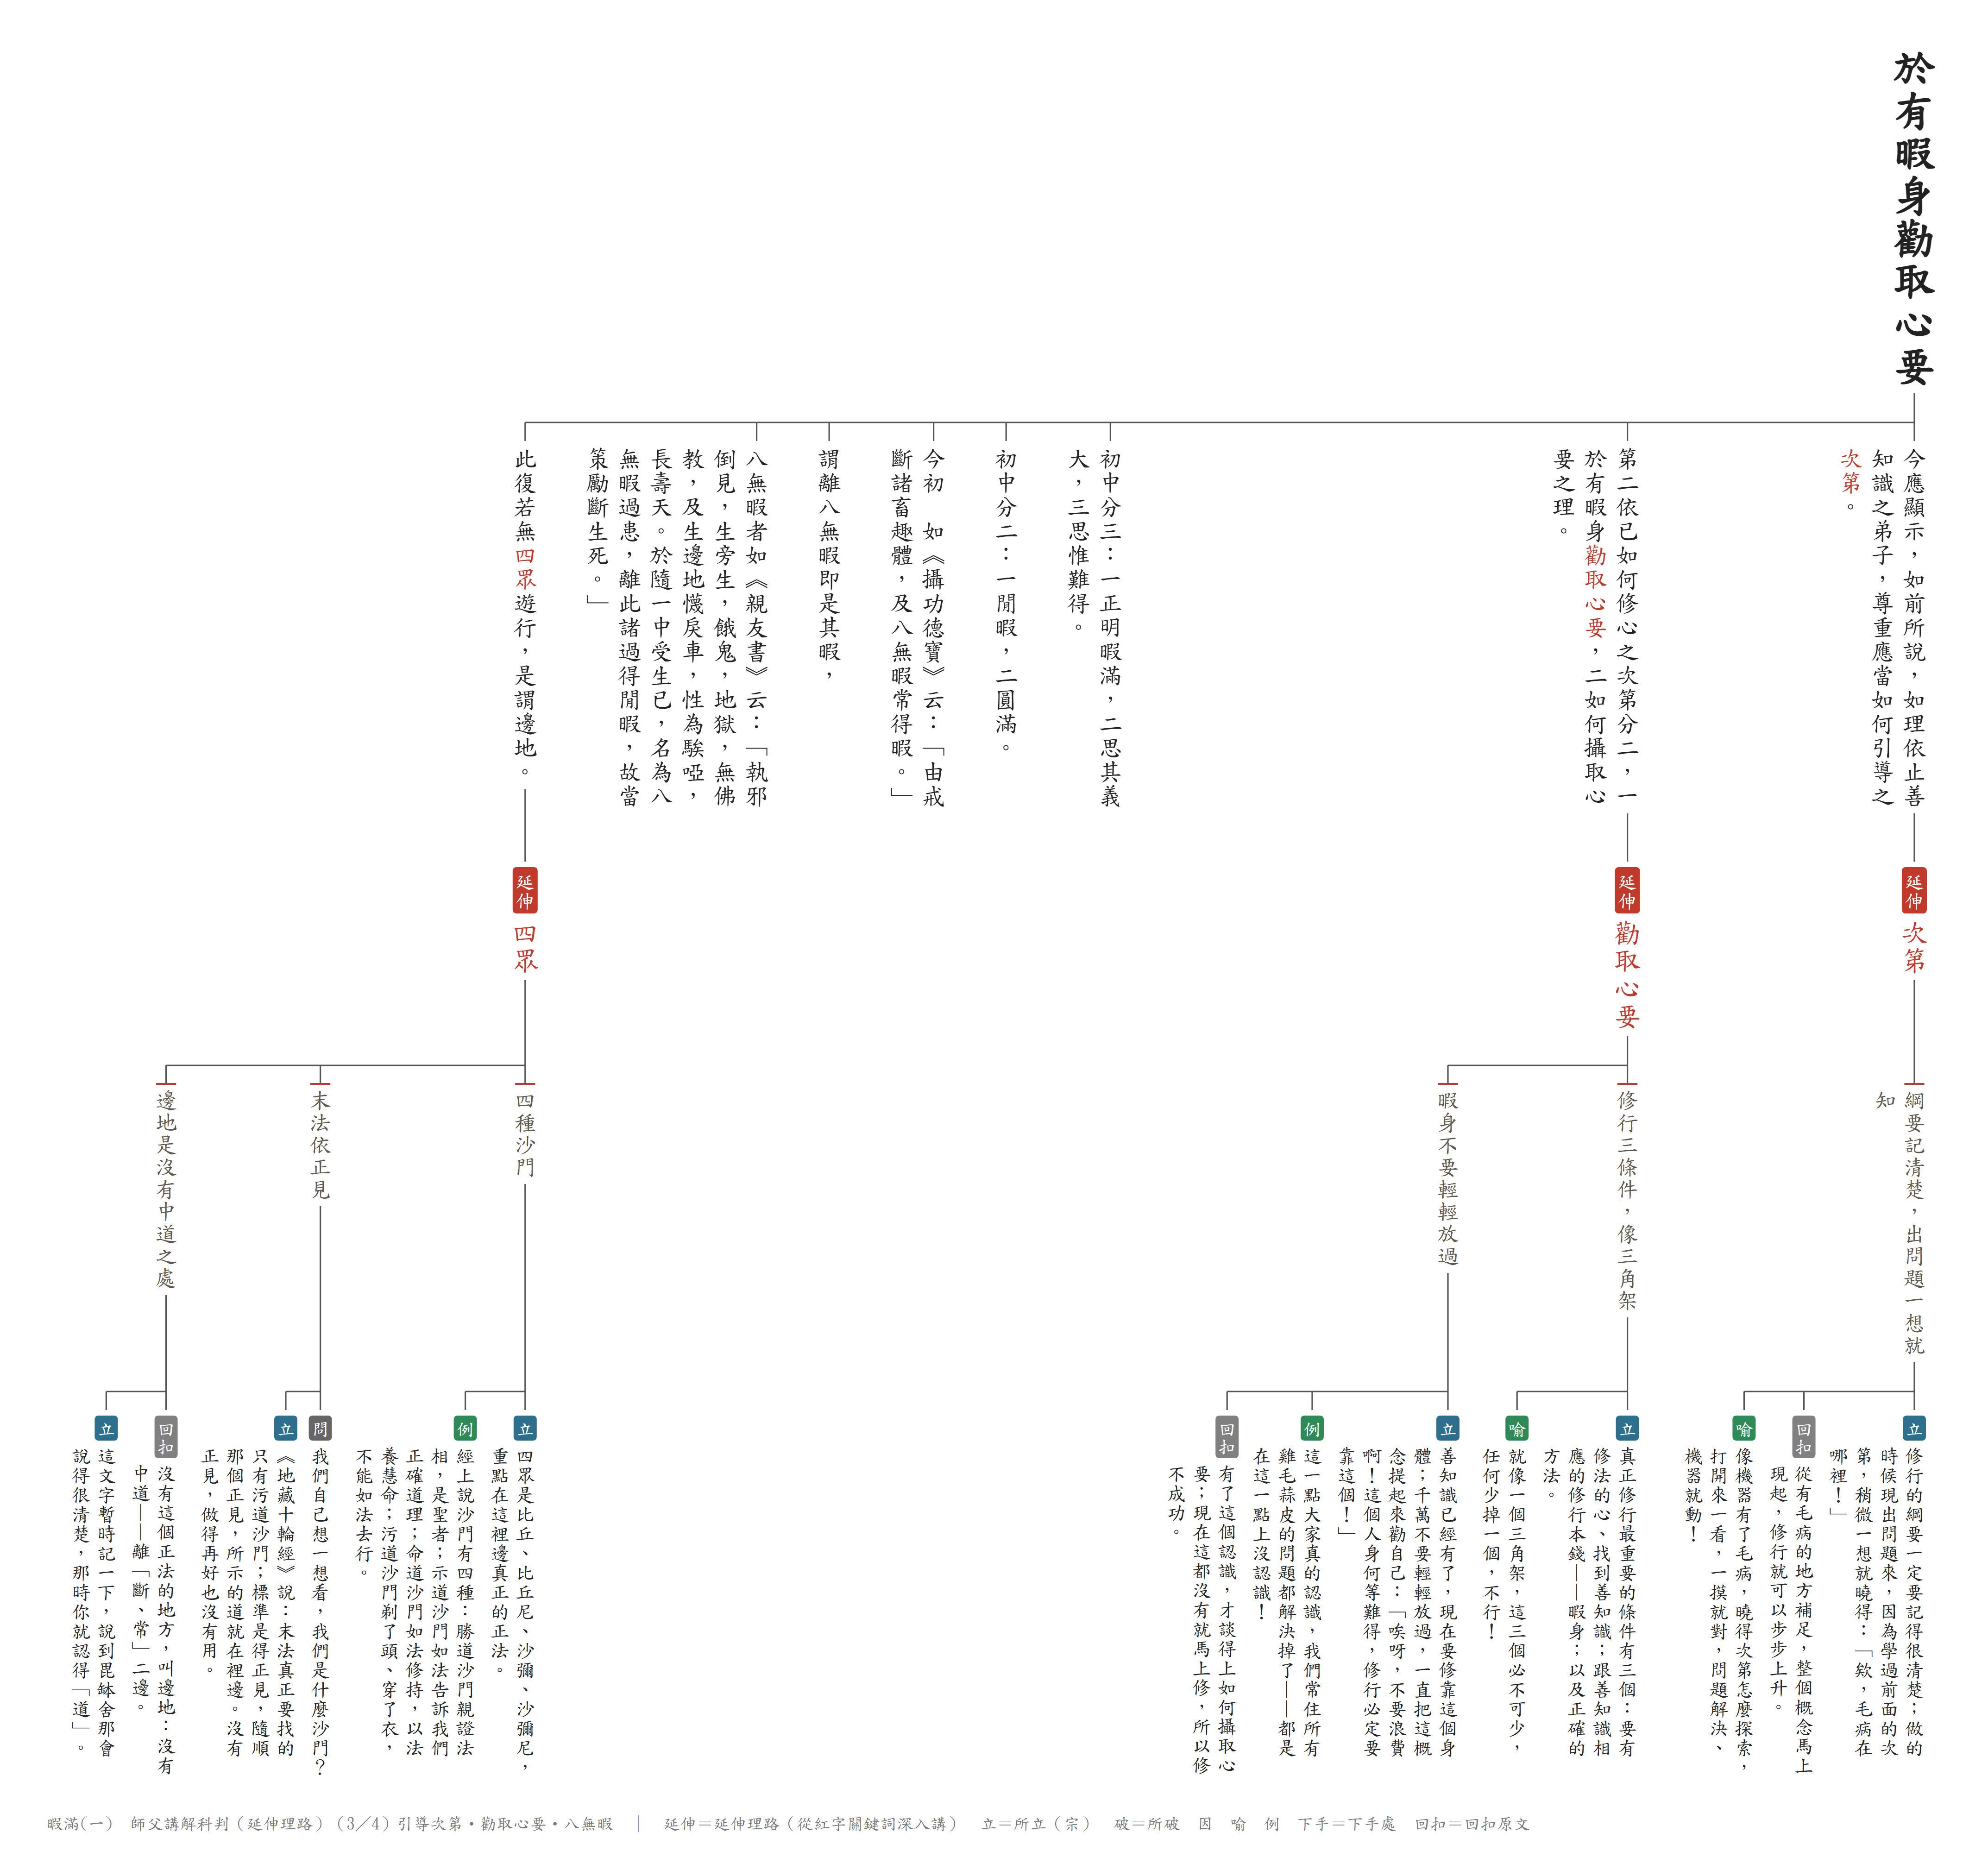 於有暇身勸取心要
今應顯示，如前所說，如理依止善
知識之弟子，尊重應當如何引導之
次第。
第二依已如何修心之次第分二，一
於有暇身勸取心要，二如何攝取心
要之理。
初中分三：一正明暇滿，二思其義
大，三思惟難得。
初中分二：一閒暇，二圓滿。
今初　如《攝功德寶》云：「由戒
斷諸畜趣體，及八無暇常得暇。」
謂離八無暇即是其暇，
八無暇者如《親友書》云：「執邪
倒見，生旁生，餓鬼，地獄，無佛
教，及生邊地懱戾車，性為騃啞，
長壽天。於隨一中受生已，名為八
無暇過患，離此諸過得閒暇，故當
策勵斷生死。」
此復若無四眾遊行，是謂邊地。
延伸
次第
延伸
勸取心要
延伸
四眾
綱要記清楚，出問題一想就
知
修行三條件，像三角架
暇身不要輕輕放過
四種沙門
末法依正見
邊地是沒有中道之處
立
修行的綱要一定要記得很清楚；做的
時候現出問題來，因為學過前面的次
第，稍微一想就曉得：「欸，毛病在
哪裡！」
回扣
從有毛病的地方補足，整個概念馬上
現起，修行就可以步步上升。
喻
像機器有了毛病，曉得次第怎麼探索，
打開來一看，一摸就對，問題解決、
機器就動！
立
真正修行最重要的條件有三個：要有
修法的心、找到善知識；跟善知識相
應的修行本錢——暇身；以及正確的
方法。
喻
就像一個三角架，這三個必不可少，
任何少掉一個，不行！
立
善知識已經有了，現在要修靠這個身
體；千萬不要輕輕放過，一直把這概
念提起來勸自己：「唉呀，不要浪費
啊！這個人身何等難得，修行必定要
靠這個！」
例
這一點大家真的認識，我們常住所有
雞毛蒜皮的問題都解決掉了——都是
在這一點上沒認識！
回扣
有了這個認識，才談得上如何攝取心
要；現在這都沒有就馬上修，所以修
不成功。
立
四眾是比丘、比丘尼、沙彌、沙彌尼，
重點在這裡邊真正的正法。
例
經上說沙門有四種：勝道沙門親證法
相，是聖者；示道沙門如法告訴我們
正確道理；命道沙門如法修持，以法
養慧命；污道沙門剃了頭、穿了衣，
不能如法去行。
問
我們自己想一想看，我們是什麼沙門？
立
《地藏十輪經》說：末法真正要找的
只有污道沙門；標準是得正見，隨順
那個正見，所示的道就在裡邊。沒有
正見，做得再好也沒有用。
回扣
沒有這個正法的地方，叫邊地：沒有
中道——離「斷、常」二邊。
立
這文字暫時記一下，說到毘缽舍那會
說得很清楚，那時你就認得「道」。
暇滿(一)　師父講解科判（延伸理路）（3／4）引導次第・勸取心要・八無暇　｜　延伸＝延伸理路（從紅字關鍵詞深入講）　立＝所立（宗）　破＝所破　因　喻　例　下手＝下手處　回扣＝回扣原文